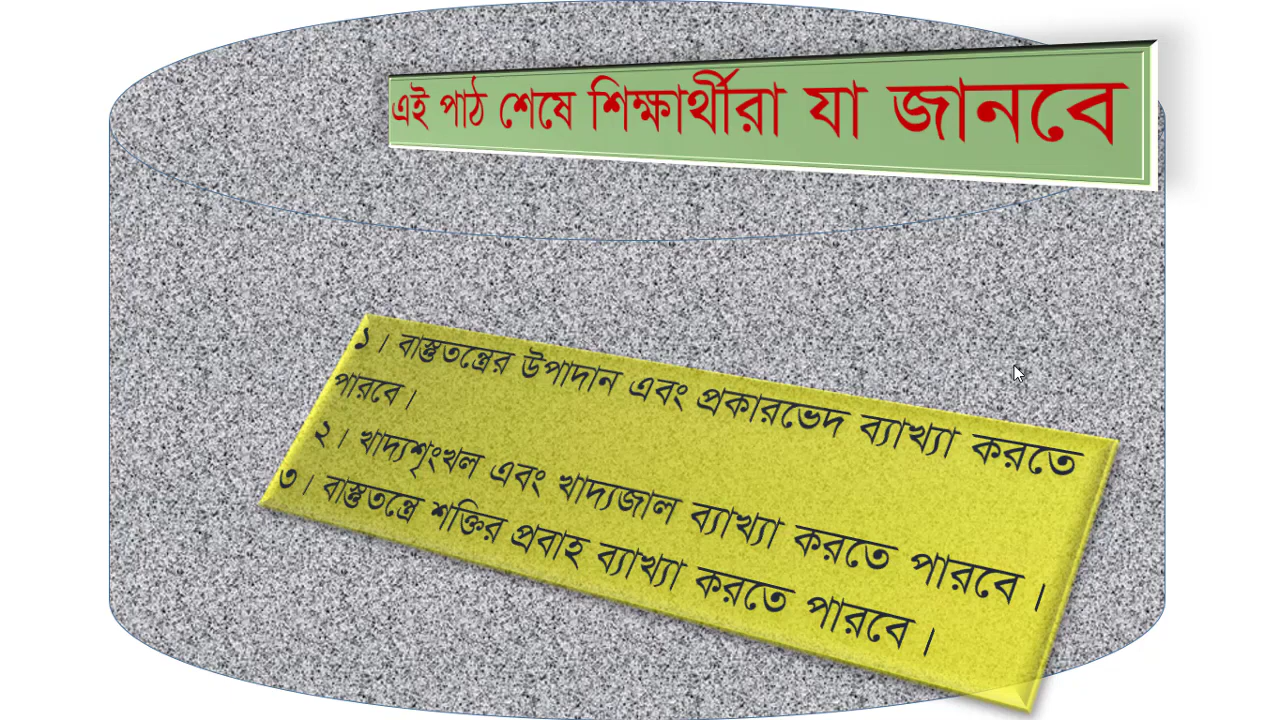 এই পাঠ শেষে শিক্ষার্থীরা যা জানবে
১। বাস্তুতন্ত্রের উপাদান এবং প্রকারভেদ ব্যাখ্যা করতে
পারবে।
২। খাদ্যশৃংখল এবং খাদ্যজাল ব্যাখ্যা করতে পারবে।
৩। বাস্তুতন্ত্রে শক্তির প্রবাহ ব্যাখ্যা করতে পারবে।